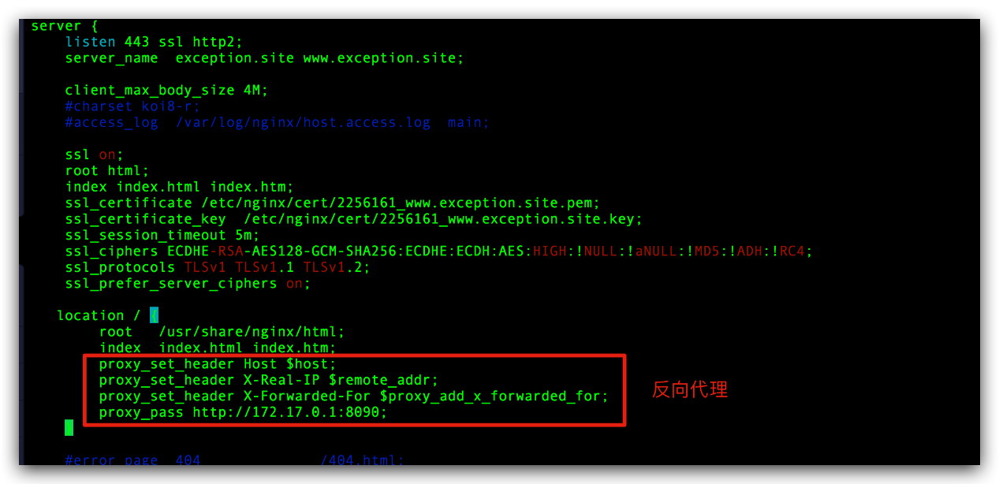 server {
listen 443 ssl http2;
server_name  exception.site www.exception.site;
client_max_body_size 4M;
#charset koi8-r;
#access_log  /var/log/nginx/host.access.log  main;
ssl on;
root html;
index index.html index.htm;
ssl_certificate /etc/nginx/cert/2256161_www.exception.site.pem;
ssl_certificate_key  /etc/nginx/cert/2256161_www.exception.site.key;
ssl_session_timeout 5m;
ssl_ciphers ECDHE-RSA-AES128-GCM-SHA256:ECDHE:ECDH:AES:HIGH:!NULL:!aNULL:!MD5:!ADH:!RC4;
ssl_protocols TLSv1 TLSv1.1 TLSv1.2;
ssl_prefer_server_ciphers on;
location / {
root   /usr/share/nginx/html;
index  index.html index.htm;
proxy_set_header Host $host;
proxy_set_header X-Real-IP $remote_addr;
proxy_set_header X-Forwarded-For $proxy_add_x_forwarded_for;
proxy_pass http://172.17.0.1:8090;
反向代理
#error_page  404              /404.html;